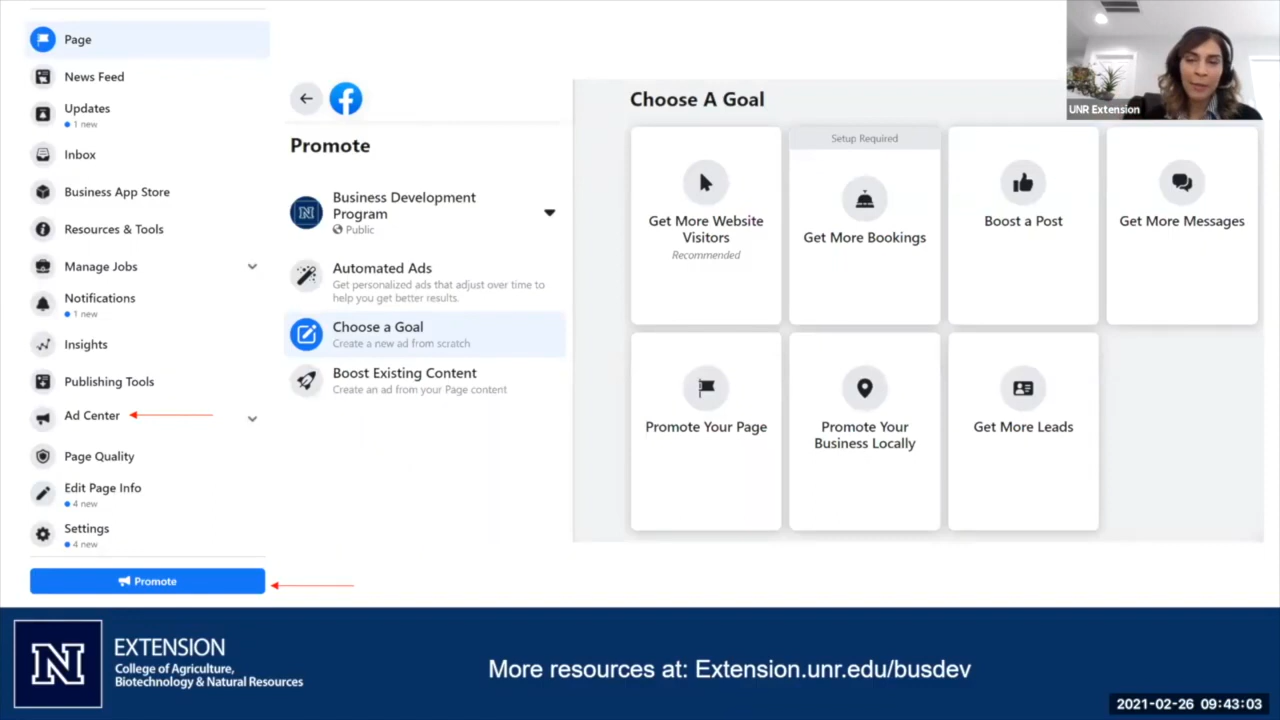 Page
News Feed
Updates
1 new
Inbox
Business App Store
Resources & Tools
Manage Jobs
Notifications
1 new
Insights
Publishing Tools
Ad Center
Page Quality
Edit Page Info
4 new
Settings
4 new
Promote
Promote
Business Development
Program
Public
Automated Ads
Get personalized ads that adjust over time to
help you get better results.
Choose a Goal
Create a new ad from scratch
Boost Existing Content
Create an ad from your Page content
Choose A Goal
Get More Website
Visitors
Recommended
Setup Required
Get More Bookings
Boost a Post
Get More Messages
Promote Your Page
Promote Your
Business Locally
Get More Leads
UNR Extension
N
EXTENSION
College of Agriculture,
Biotechnology & Natural Resources
More resources at: Extension.unr.edu/busdev
2021-02-26 09:43:03